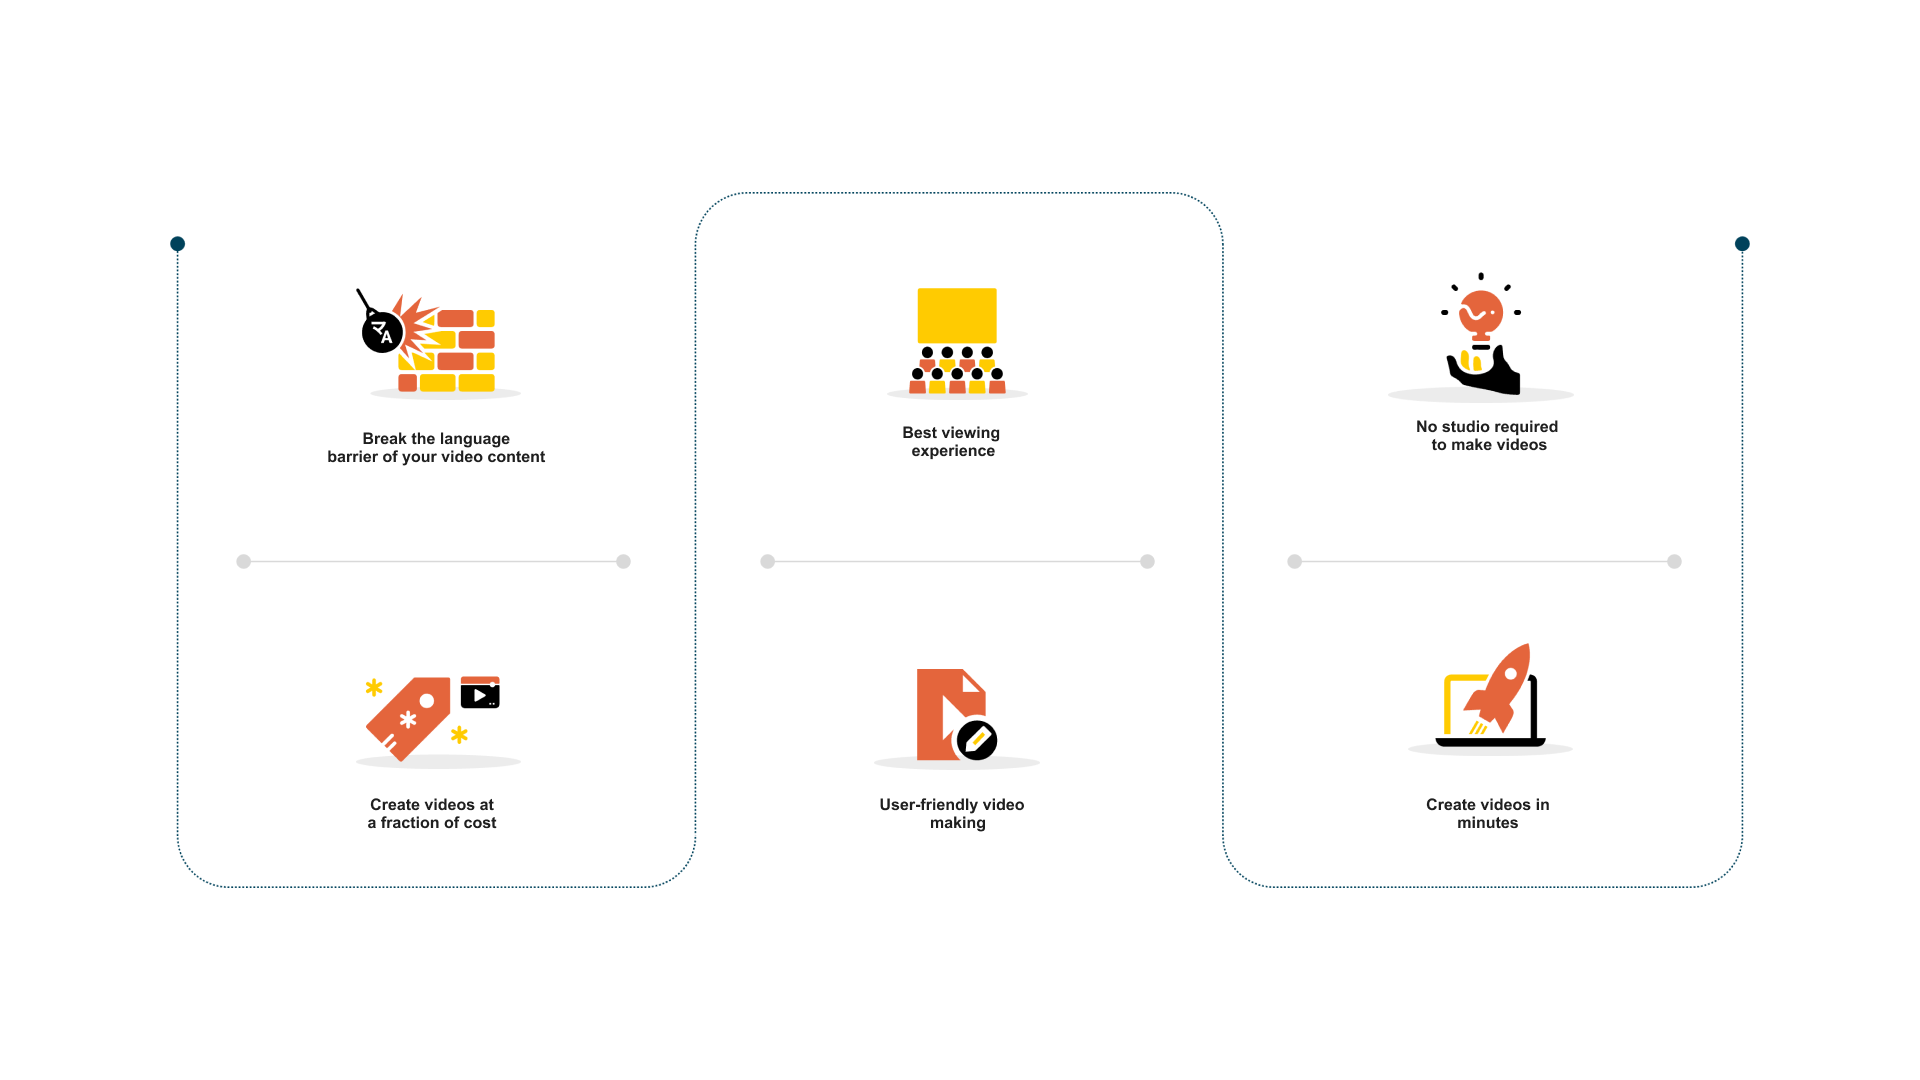 Break the language
barrier of your video content
Best viewing
experience
No studio required
to make videos
A
Create videos at
a fraction of cost
User-friendly video
making
Create videos in
minutes